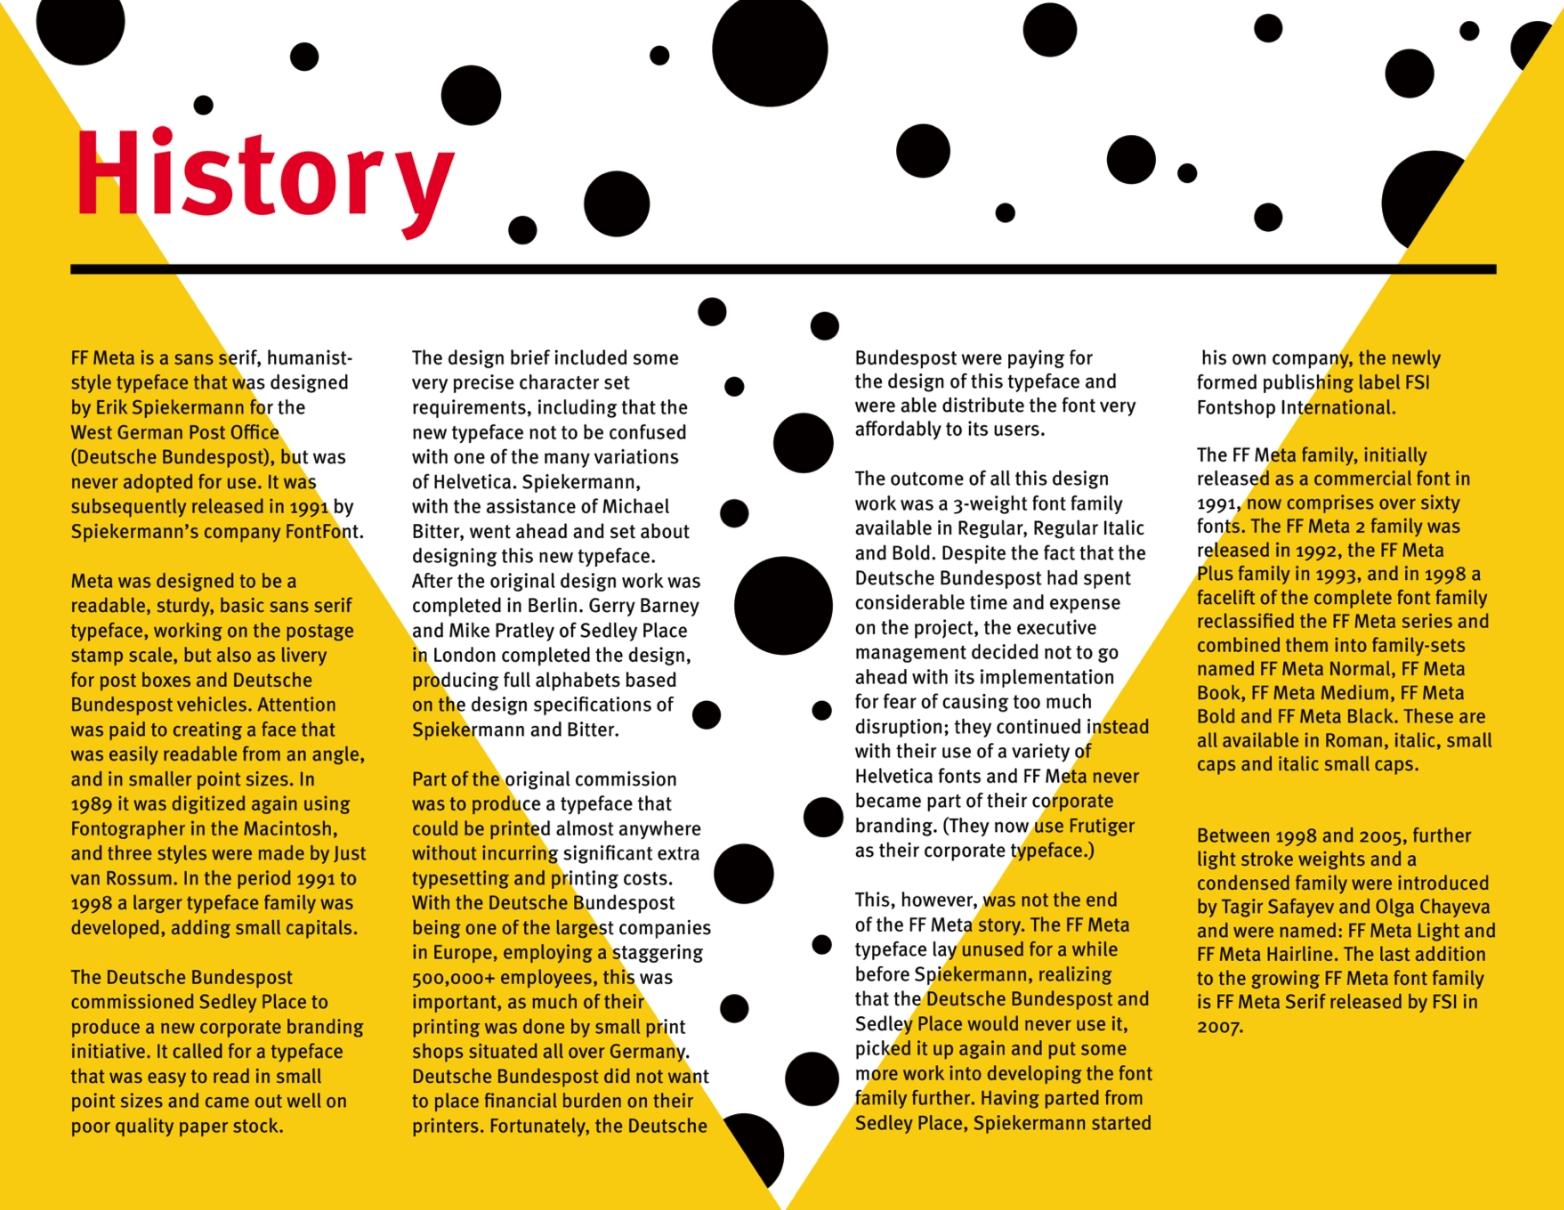 History
FF Meta is a sans serif, humanist-
style typeface that was designed
by Erik Spiekermann for the
West German Post Office
(Deutsche Bundespost), but was
never adopted for use. It was
subsequently released in 1991 by
Spiekermann’s company FontFont.
Meta was designed to be a
readable, sturdy, basic sans serif
typeface, working on the postage
stamp scale, but also as livery
for post boxes and Deutsche
Bundespost vehicles. Attention
was paid to creating a face that
was easily readable from an angle,
and in smaller point sizes. In
1989 it was digitized again using
Fontographer in the Macintosh,
and three styles were made by Just
van Rossum. In the period 1991 to
1998 a larger typeface family was
developed, adding small capitals.
The Deutsche Bundespost
commissioned Sedley Place to
produce a new corporate branding
initiative. It called for a typeface
that was easy to read in small
point sizes and came out well on
poor quality paper stock.
The design brief included some
very precise character set
requirements, including that the
new typeface not to be confused
with one of the many variations
of Helvetica. Spiekermann,
with the assistance of Michael
Bitter, went ahead and set about
designing this new typeface.
After the original design work was
completed in Berlin. Gerry Barney
and Mike Pratley of Sedley Place
in London completed the design,
producing full alphabets based
on the design specifications of
Spiekermann and Bitter.
Part of the original commission
was to produce a typeface that
could be printed almost anywhere
without incurring significant extra
typesetting and printing costs.
With the Deutsche Bundespost
being one of the largest companies
in Europe, employing a staggering
500,000+ employees, this was
important, as much of their
printing was done by small print
shops situated all over Germany.
Deutsche Bundespost did not want
to place financial burden on their
printers. Fortunately, the Deutsche
Bundespost were paying for
the design of this typeface and
were able distribute the font very
affordably to its users.
The outcome of all this design
work was a 3-weight font family
available in Regular, Regular Italic
and Bold. Despite the fact that the
Deutsche Bundespost had spent
considerable time and expense
on the project, the executive
management decided not to go
ahead with its implementation
for fear of causing too much
disruption; they continued instead
with their use of a variety of
Helvetica fonts and FF Meta never
became part of their corporate
branding. (They now use Frutiger
as their corporate typeface.)
This, however, was not the end
of the FF Meta story. The FF Meta
typeface lay unused for a while
before Spiekermann, realizing
that the Deutsche Bundespost and
Sedley Place would never use it,
picked it up again and put some
more work into developing the font
family further. Having parted from
Sedley Place, Spiekermann started
his own company, the newly
formed publishing label FSI
Fontshop International.
The FF Meta family, initially
released as a commercial font in
1991, now comprises over sixty
fonts. The FF Meta 2 family was
released in 1992, the FF Meta
Plus family in 1993, and in 1998 a
facelift of the complete font family
reclassified the FF Meta series and
combined them into family-sets
named FF Meta Normal, FF Meta
Book, FF Meta Medium, FF Meta
Bold and FF Meta Black. These are
all available in Roman, italic, small
caps and italic small caps.
Between 1998 and 2005, further
light stroke weights and a
condensed family were introduced
by Tagir Safayev and Olga Chayeva
and were named: FF Meta Light and
FF Meta Hairline. The last addition
to the growing FF Meta font family
is FF Meta Serif released by FSI in
2007.